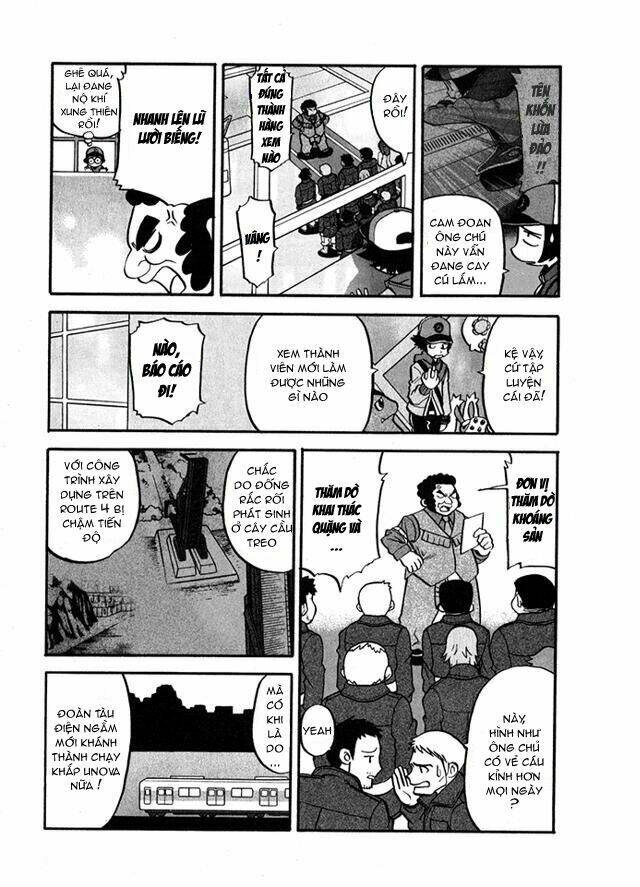 TÊN
KHỐN
LỪA
ĐẢO
!!
CAM ĐOAN
ÔNG CHÚ
NÀY VẪN
ĐANG CAY
CÚ LẮM...
ĐÂY
RỒI!
TẤT CẢ
ĐÚNG
THÀNH
HÀNG
XEM
NÀO
VÂNG
!
NHANH LÊN LŨ
LƯỜI BIẾNG!
GHÊ QUÁ,
LẠI ĐANG
NỘ KHÍ
XUNG THIÊN
RỒI!
KỆ VẬY,
CỨ TẬP
LUYỆN
CÁI ĐÃ!
XEM THÀNH
VIÊN MỚI LÀM
ĐƯỢC NHỮNG
GÌ NÀO
NÀO,
BÁO CÁO
ĐI!
ĐƠN VỊ
THĂM DÒ
KHOÁNG
SẢN
THĂM DÒ
KHAI THÁC
QUẶNG VÀ
...
NÀY,
HÌNH NHƯ
ÔNG CHỦ
CÓ VẺ CÁU
KỈNH HƠN
MỌI NGÀY
?
YEAH
CHẮC
DO ĐỐNG
RẮC RỐI
PHÁT SINH
Ở CÂY CẦU
TREO
VỚI CÔNG
TRÌNH XÂY
DỰNG TRÊN
ROUTE 4 BỊ
CHẬM TIẾN
ĐỘ
MÀ
CÓ
KHI
LÀ
DO
...
ĐOÀN TÀU
ĐIỆN NGẦM
MỚI KHÁNH
THÀNH CHẠY
KHẮP UNOVA
NỮA!